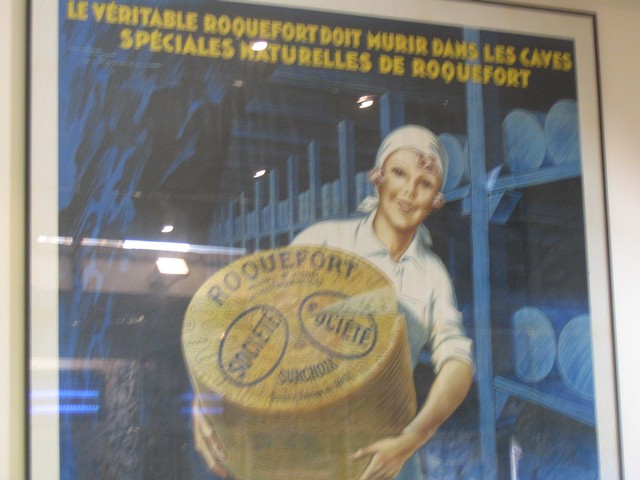 LE VÉRITABLE ROQUEFORT DOIT MURIR DANS LES CAVES
SPÉCIALES NATURELLES DE ROQUEFORT
ROQUEFORT
SOCIÉTÉ
SOCIÉTÉ
SURCHOIX